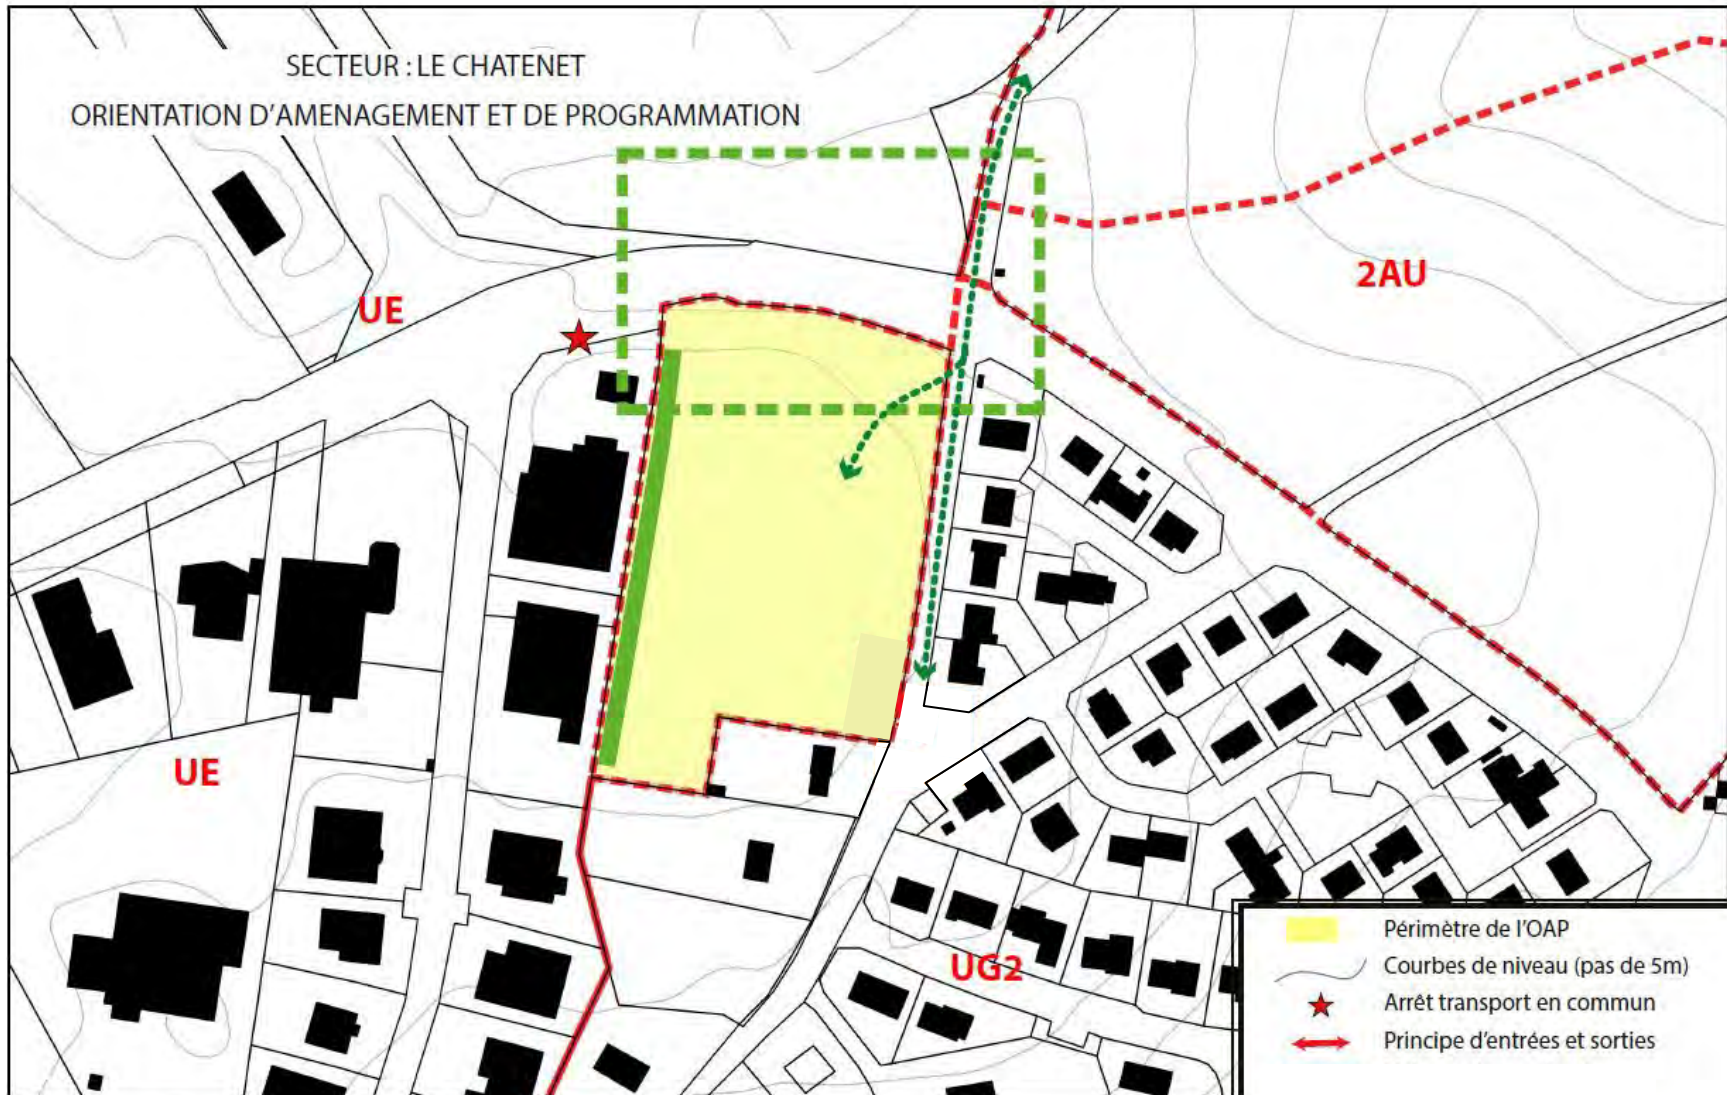 SECTEUR : LE CHATENET
ORIENTATION D'AMENAGEMENT ET DE PROGRAMMATION
2AU
UE
UE
UG2
Périmètre de l'OAP
Courbes de niveau (pas de 5m)
Arrêt transport en commun
Principe d'entrées et sorties